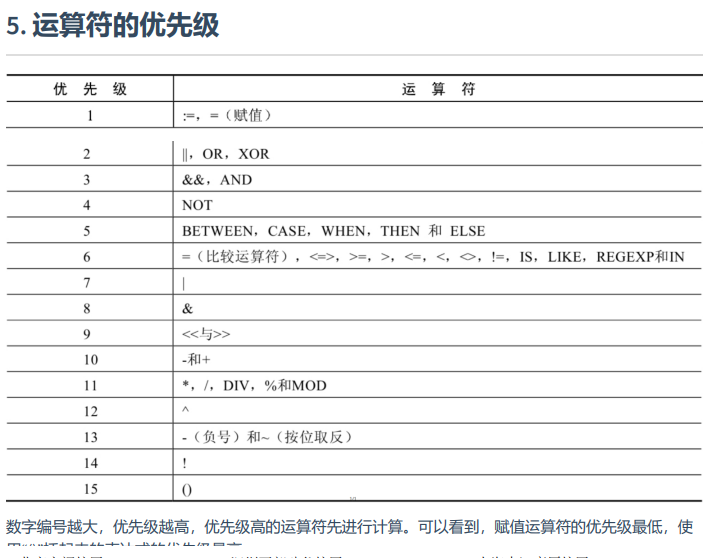 5. 运算符的优先级
优 先 级 运 算 符
1 :=，=（赋值）
2 ||，OR，XOR
3 &&，AND
4 NOT
5 BETWEEN，CASE，WHEN，THEN 和 ELSE
6 =（比较运算符），<=>，>=，>，<=，<，<>，!=，IS，LIKE，REGEXP和IN
7 |
8 &
9 <<与>>
10 -和+
11 *，/，DIV，%和MOD
12 ^
13 -（负号）和~（按位取反）
14 !
15 ()
数字编号越大，优先级越高，优先级高的运算符先进行计算。可以看到，赋值运算符的优先级最低，使